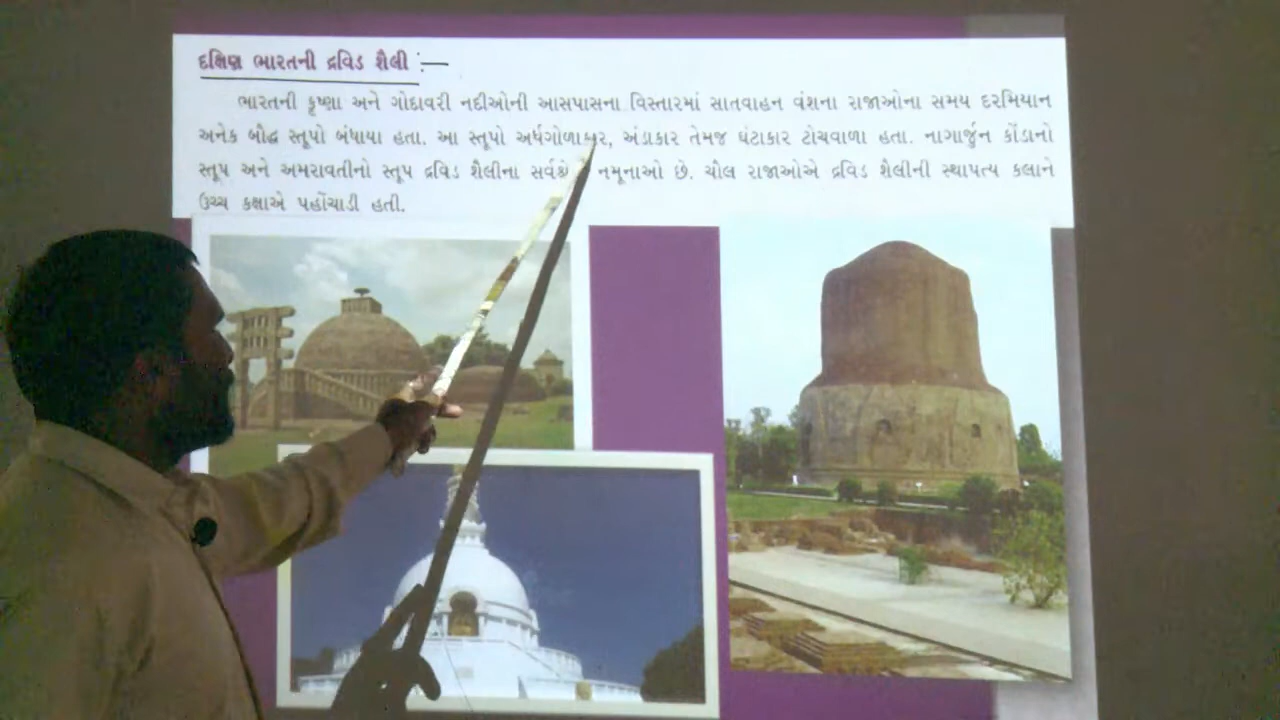 દક્ષિણ ભારતની દ્રવિડ શૈલી :—
ભારતની કૃષ્ણા અને ગોદાવરી નદીઓની આસપાસના વિસ્તારમાં સાતવાહન વંશના રાજાઓના સમય દરમિયાન
અનેક બૌદ્ધ સ્તૂપો બંધાયા હતા. આ સ્તૂપો અર્ધગોળાકાર, અંડાકાર તેમજ ઘંટાકાર ટોચવાળા હતા. નાગાર્જુન કોંડાનો
સ્તૂપ અને અમરાવતીનો સ્તૂપ દ્રવિડ શૈલીના નમૂનાઓ છે. ચૌલ રાજાઓએ દ્રવિડ શૈલીની સ્થાપત્ય કલાને
ઉચ્ચ કક્ષાએ પહોંચાડી હતી.